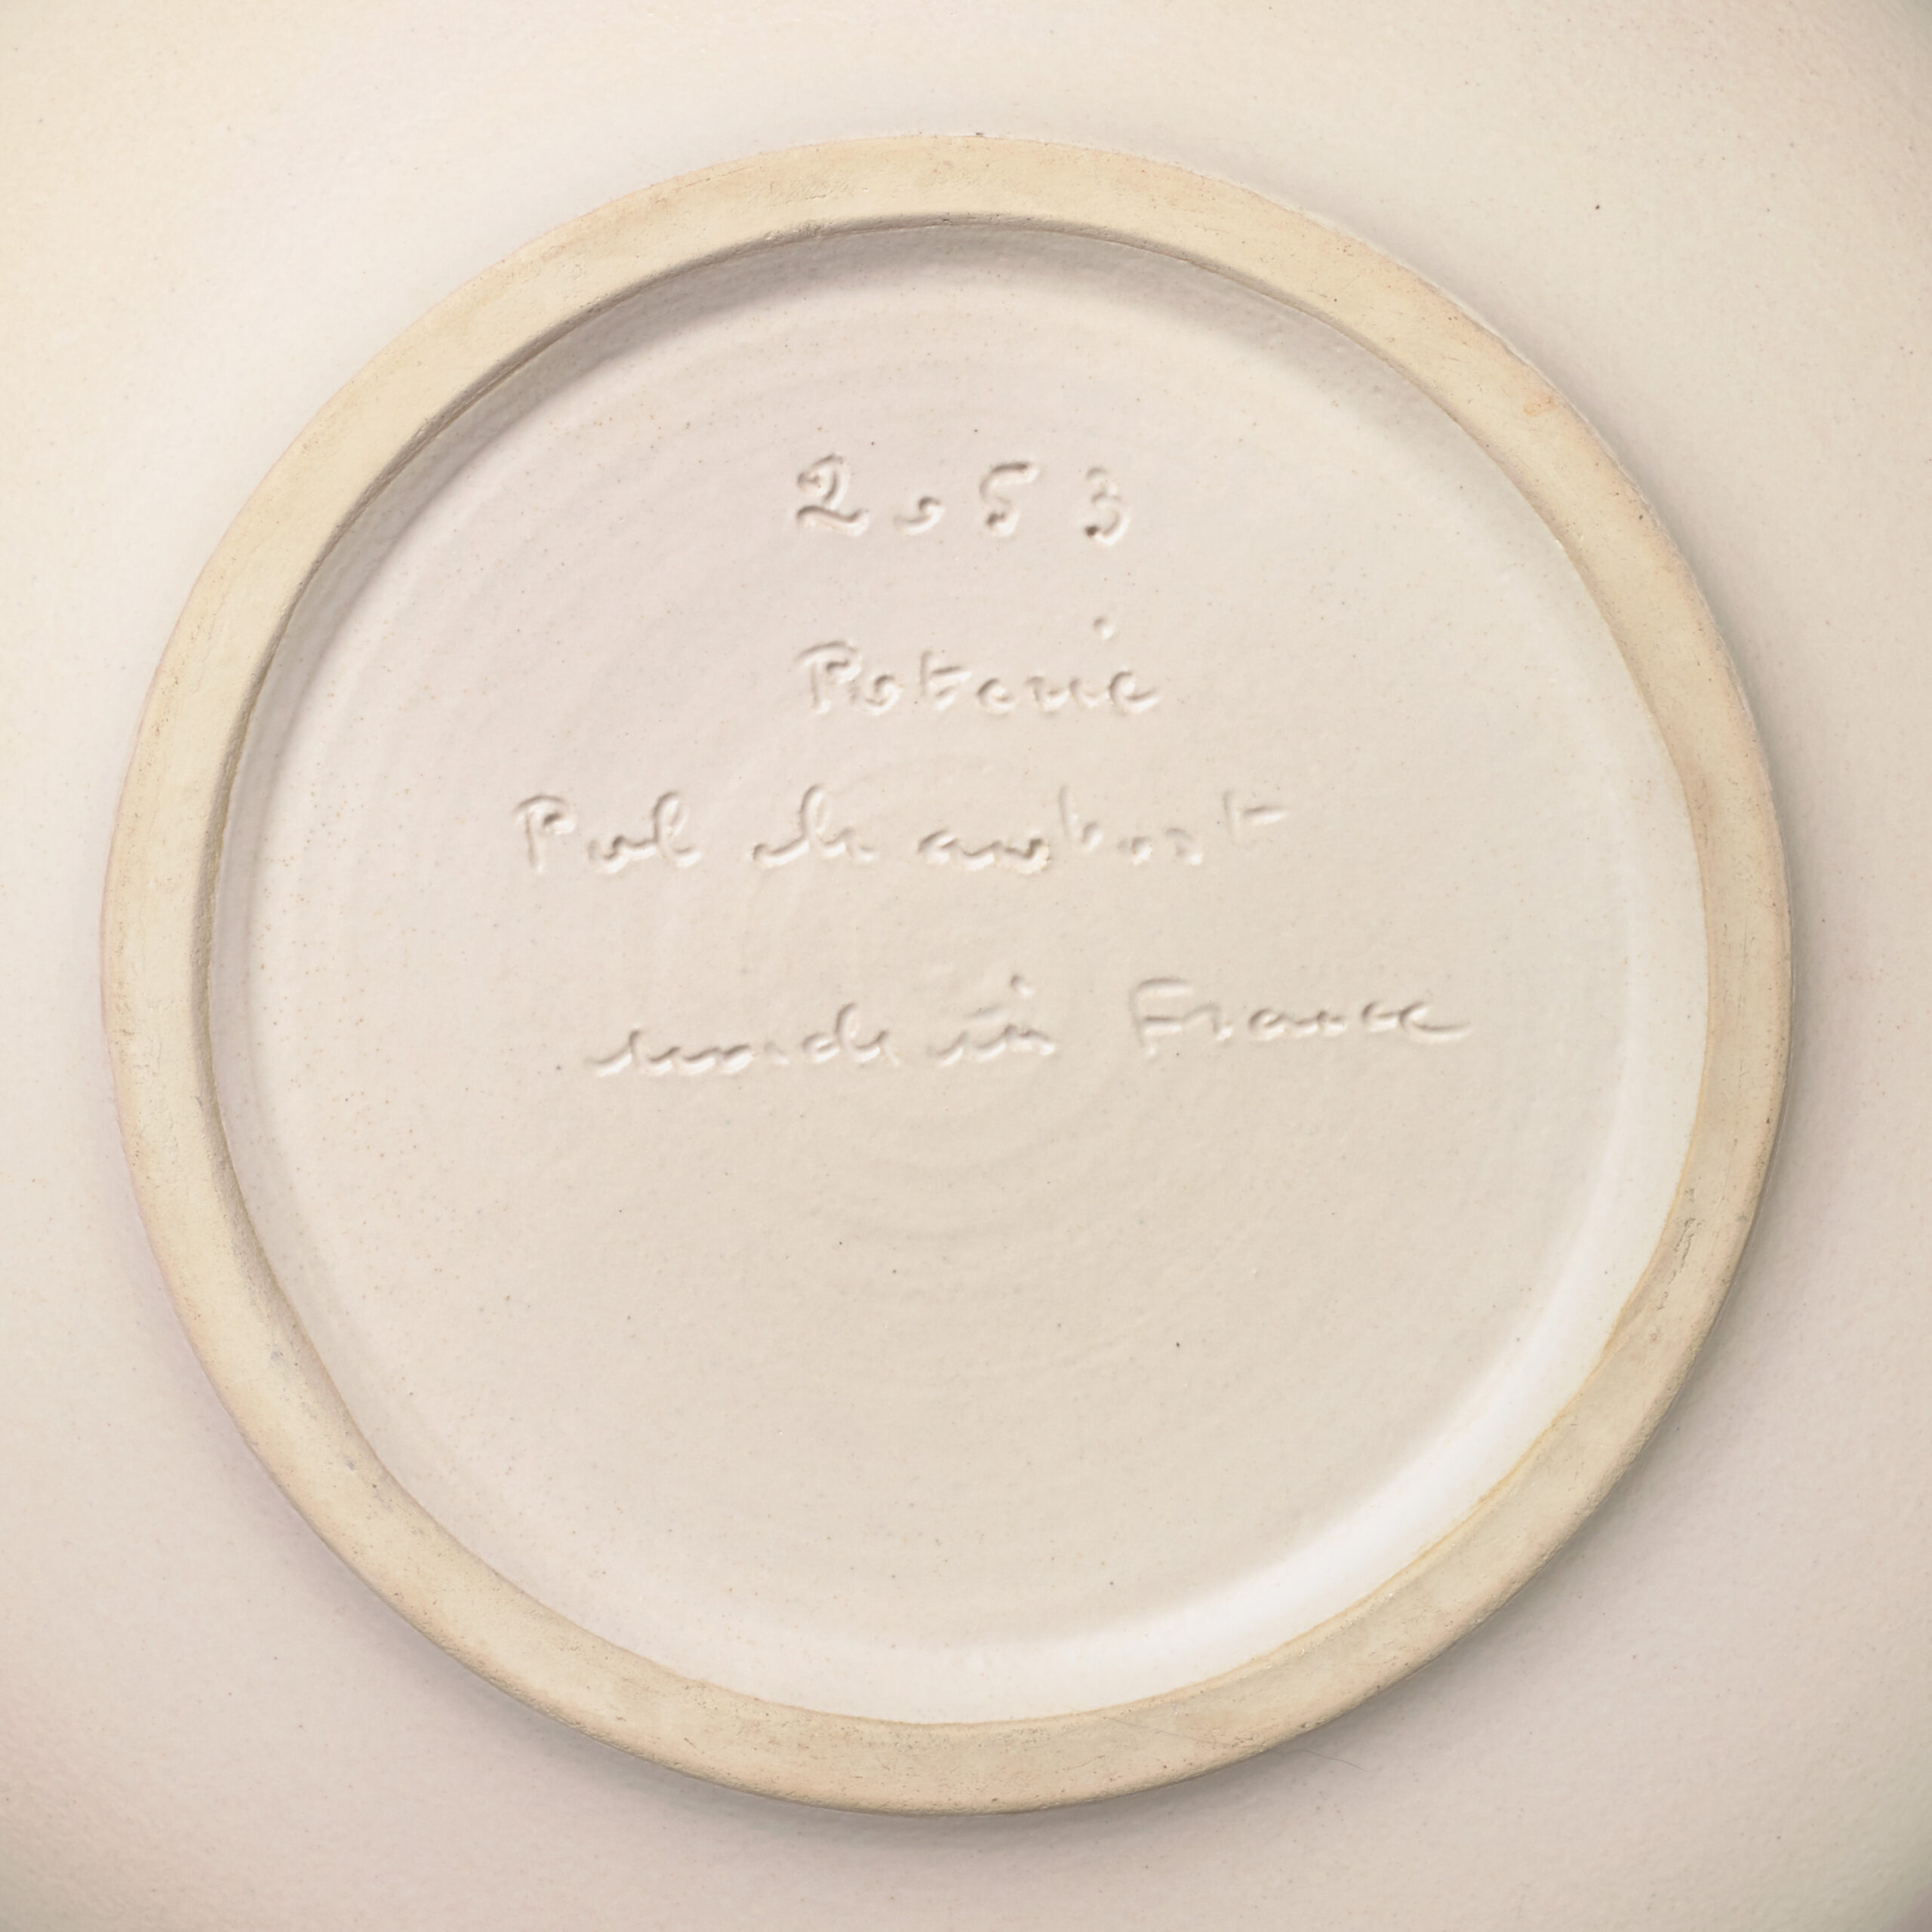 2053
Poterie
Pol chambost
made in France